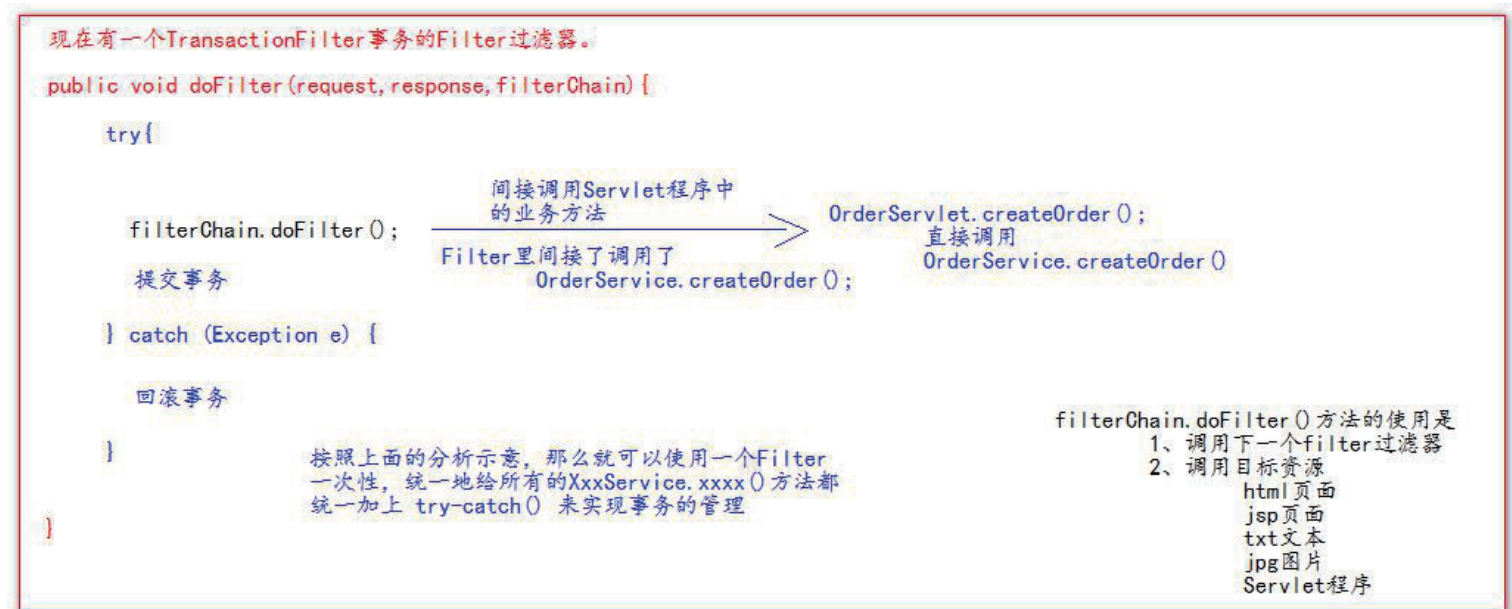 现在有一个TransactionFilter事务的Filter过滤器。
public void doFilter(request,response,filterChain){
try{
间接调用Servlet程序中
的业务方法
filterChain.doFilter();
OrderServlet.createOrder();
直接调用
Filter里间接了调用了
OrderService.createOrder()
OrderService.createOrder();
提交事务
} catch (Exception e) {
回滚事务
}
按照上面的分析示意，那么就可以使用一个Filter
一次性，统一地给所有的XxxService.xxxx()方法都
统一加上 try-catch() 来实现事务的管理
filterChain.doFilter()方法的使用是
1、调用下一个filter过滤器
2、调用目标资源
html页面
jsp页面
txt文本
jpg图片
Servlet程序
}